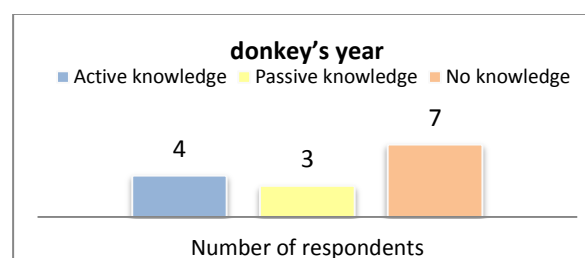 donkey's year
Active knowledge Passive knowledge No knowledge
7
4
3
Number of respondents